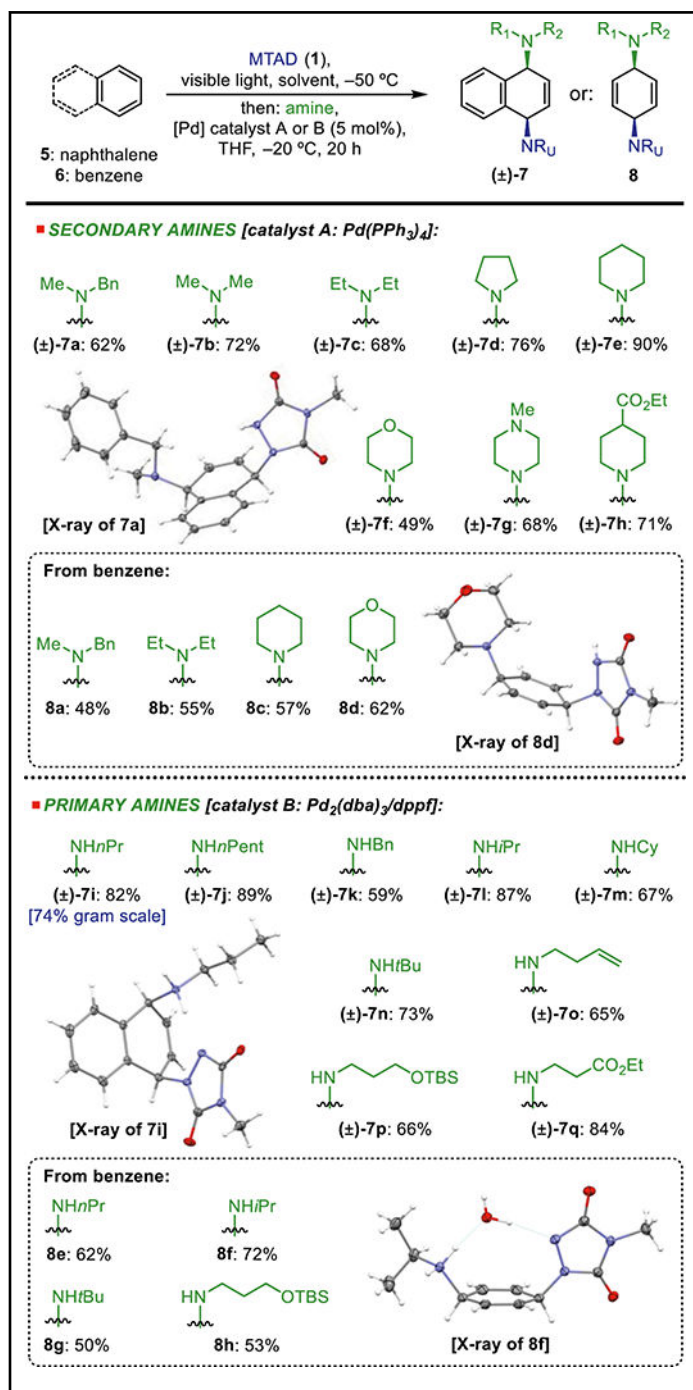 MTAD (1),
visible light, solvent, –50 ºC
then: amine,
[Pd] catalyst A or B (5 mol%),
THF, –20 ºC, 20 h
5: naphthalene
6: benzene
R1 N R2
NRU
(±)-7
or:
R1 N R2
NRU
8
SECONDARY AMINES [catalyst A: Pd(PPh3)4]:
Me N Bn
Me N Me
Et N Et
N
N
(±)-7a: 62%
(±)-7b: 72%
(±)-7c: 68%
(±)-7d: 76%
(±)-7e: 90%
[X-ray of 7a]
O
N
Me
N
N
CO2Et
N
(±)-7f: 49%
(±)-7g: 68%
(±)-7h: 71%
From benzene:
Me N Bn
Et N Et
N
O
N
8a: 48%
8b: 55%
8c: 57%
8d: 62%
[X-ray of 8d]
PRIMARY AMINES [catalyst B: Pd2(dba)3/dppf]:
NHnPr
NHnPent
NHBn
NHiPr
NHCy
(±)-7i: 82%
(±)-7j: 89%
(±)-7k: 59%
(±)-7l: 87%
(±)-7m: 67%
[74% gram scale]
[X-ray of 7i]
NHtBu
HN
(±)-7n: 73%
(±)-7o: 65%
HN OTBS
HN CO2Et
(±)-7p: 66%
(±)-7q: 84%
From benzene:
NHnPr
NHiPr
8e: 62%
8f: 72%
NHtBu
HN OTBS
8g: 50%
8h: 53%
[X-ray of 8f]